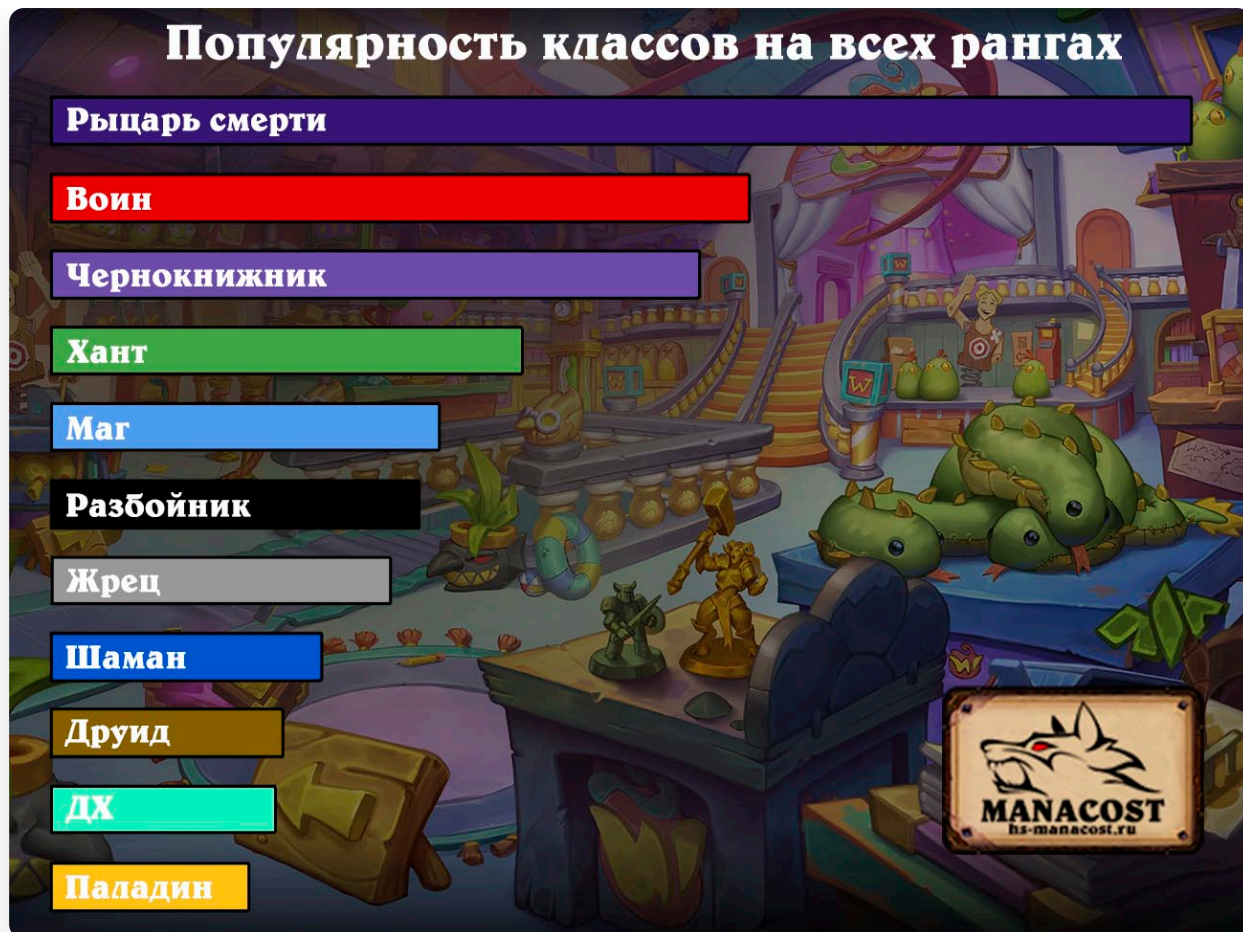 Популярность классов на всех рангах
Рыцарь смерти
Воин
Чернокнижник
Хант
Маг
Разбойник
Жрец
Шаман
Друид
ДХ
Паладин
MANACOST
hs-manacost.ru
W
W
W
W